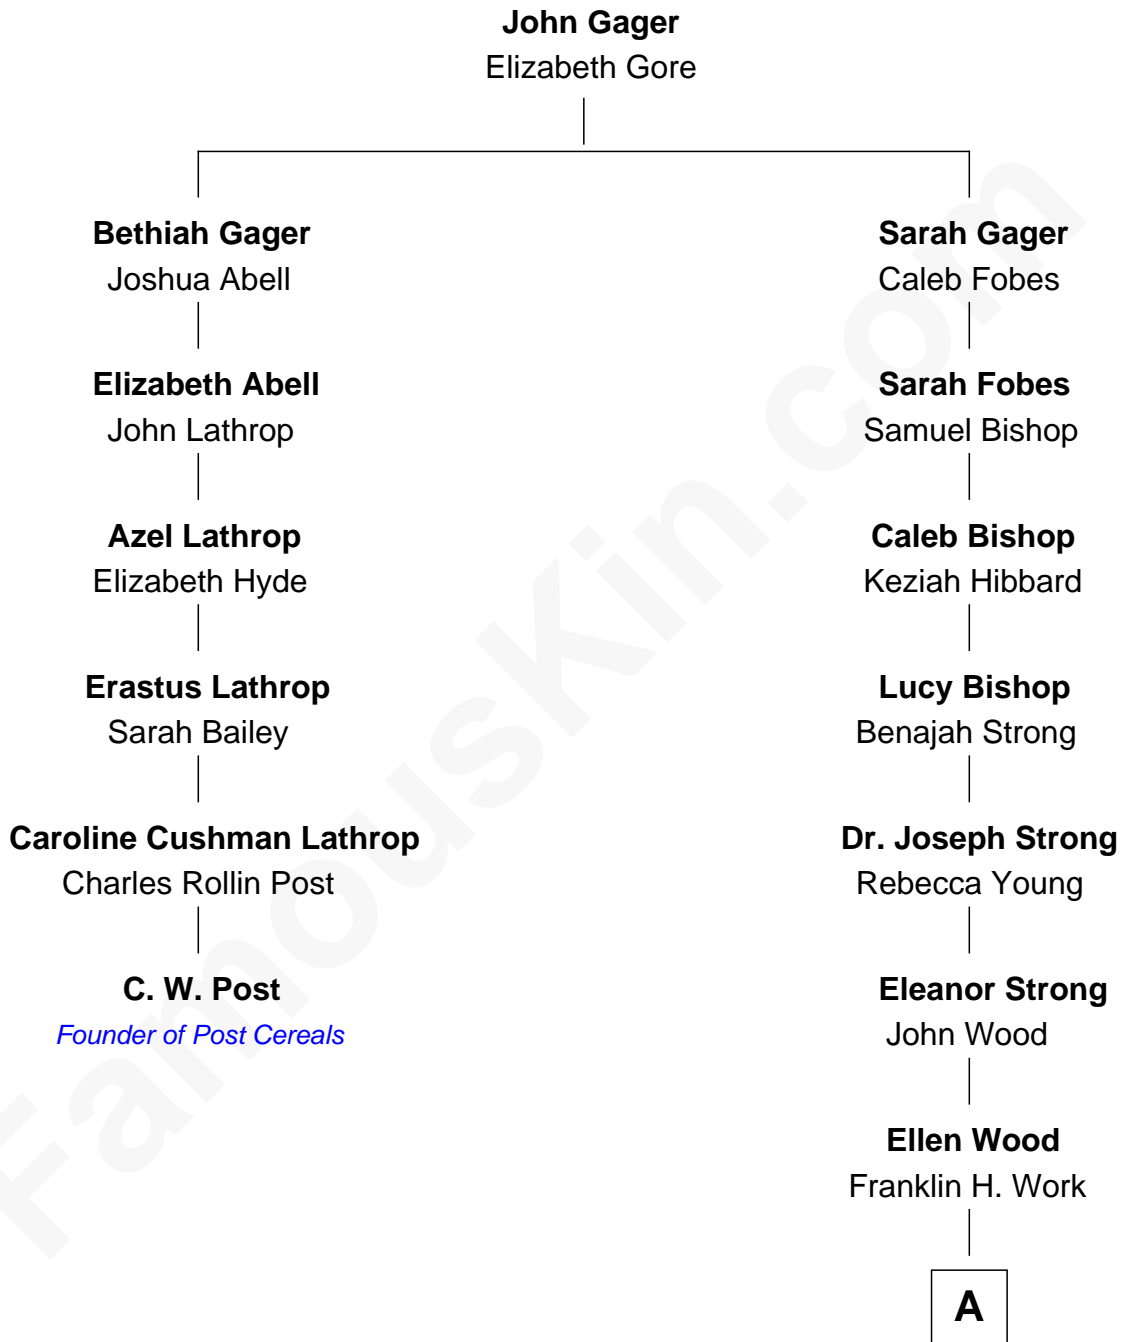 John Gager
Elizabeth Gore
Bethiah Gager
Joshua Abell
Elizabeth Abell
John Lathrop
Azel Lathrop
Elizabeth Hyde
Erastus Lathrop
Sarah Bailey
Caroline Cushman Lathrop
Charles Rollin Post
C. W. Post
Founder of Post Cereals
Sarah Gager
Caleb Fobes
Sarah Fobes
Samuel Bishop
Caleb Bishop
Keziah Hibbard
Lucy Bishop
Benajah Strong
Dr. Joseph Strong
Rebecca Young
Eleanor Strong
John Wood
Ellen Wood
Franklin H. Work
A
FamousKin.com